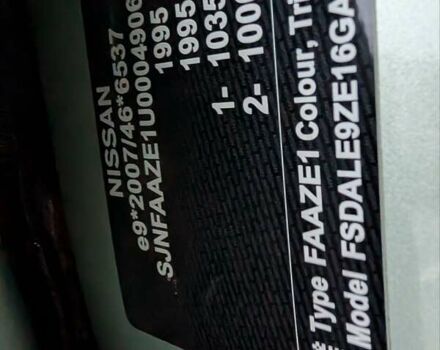 NISSAN
e9*2007/46*6537
SJNFAAZE1U0004906
1995
1995
1- 1035
2- 1000
* Type FAAZE1 Colour, Tri
Model FSDALE9ZE16GA